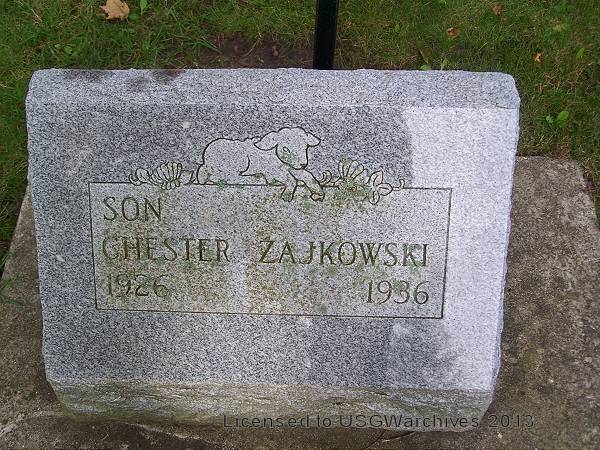 SON
CHESTER ZAJKOWSKI
1926 1936
Licensed to USGWarchives 2013